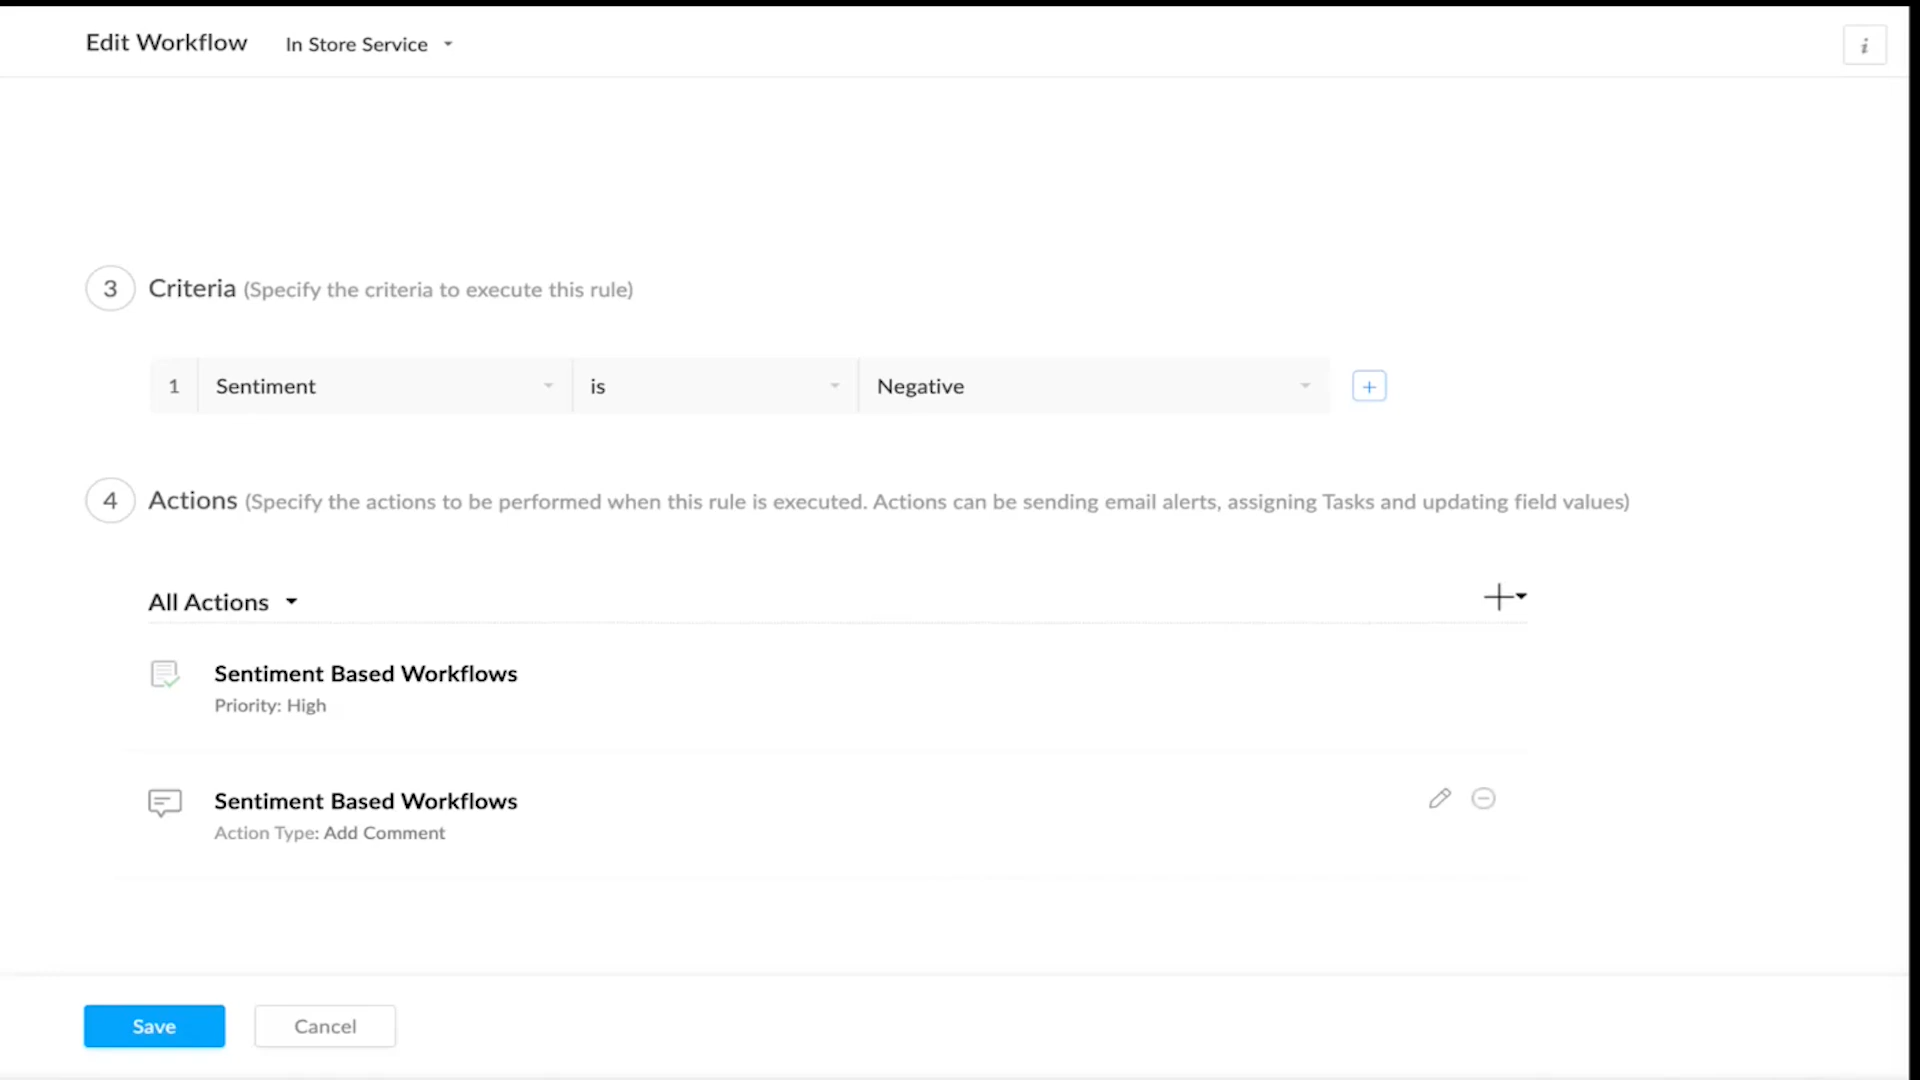 Edit Workflow In Store Service
i
3 Criteria (Specify the criteria to execute this rule)
1 Sentiment is Negative +
4 Actions (Specify the actions to be performed when this rule is executed. Actions can be sending email alerts, assigning Tasks and updating field values)
All Actions
Sentiment Based Workflows
Priority: High
Sentiment Based Workflows
Action Type: Add Comment
Save Cancel